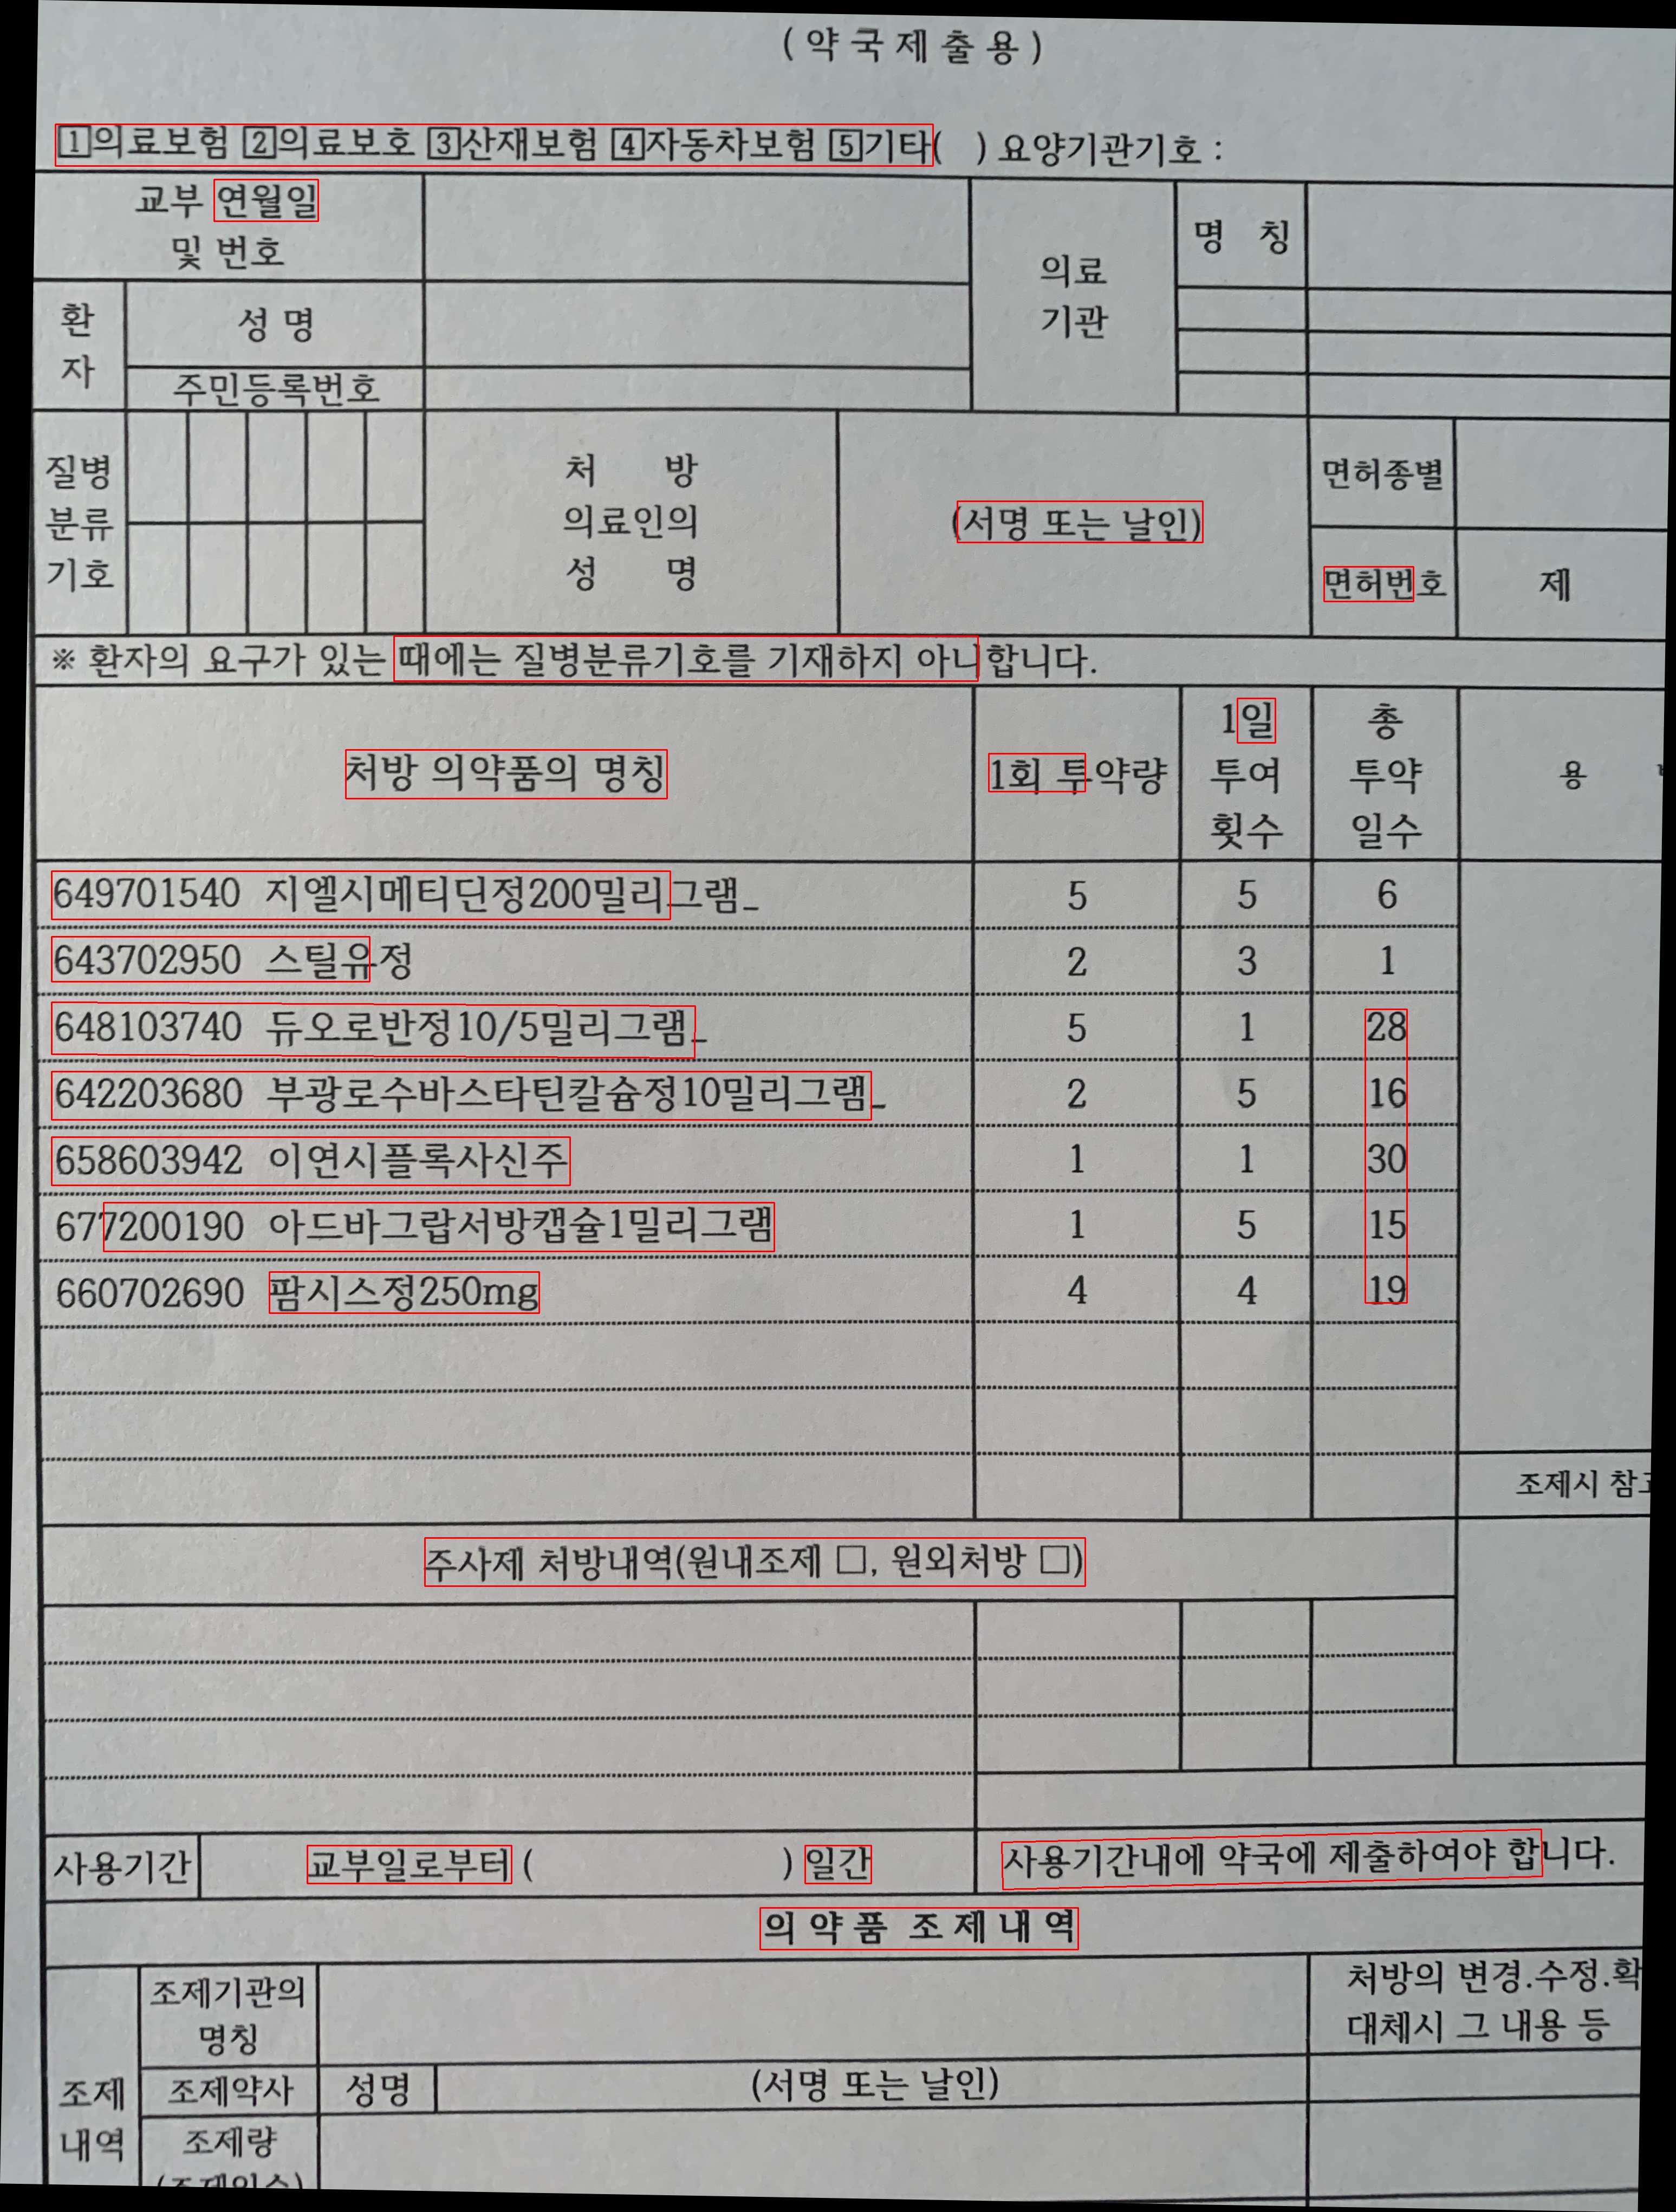 (약국제출용)
1의료보험 2의료보호 3산재보험 4자동차보험 5기타( ) 요양기관기호 :
교부 연월일
및 번호
의료
기관
명 칭
환
자
성 명
주민등록번호
질병
분류
기호
처 방
의료인의
성 명
(서명 또는 날인)
면허종별
면허번호 제
※ 환자의 요구가 있는 때에는 질병분류기호를 기재하지 아니합니다.
처방 의약품의 명칭
1회 투약량
1일
투여
횟수
총
투약
일수
용
649701540 지엘시메티딘정200밀리그램_ 5 5 6
643702950 스틸유정 2 3 1
648103740 듀오로반정10/5밀리그램_ 5 1 28
642203680 부광로수바스타틴칼슘정10밀리그램_ 2 5 16
658603942 이연시플록사신주 1 1 30
677200190 아드바그랍서방캡슐1밀리그램 1 5 15
660702690 팜시스정250mg 4 4 19
조제시 참고
주사제 처방내역(원내조제 □, 원외처방 □)
사용기간 교부일로부터 ( ) 일간 사용기간내에 약국에 제출하여야 합니다.
의약품 조제내역
조제
내역
조제기관의
명칭
처방의 변경.수정.확
대체시 그 내용 등
조제약사 성명 (서명 또는 날인)
조제량
(조제일수)